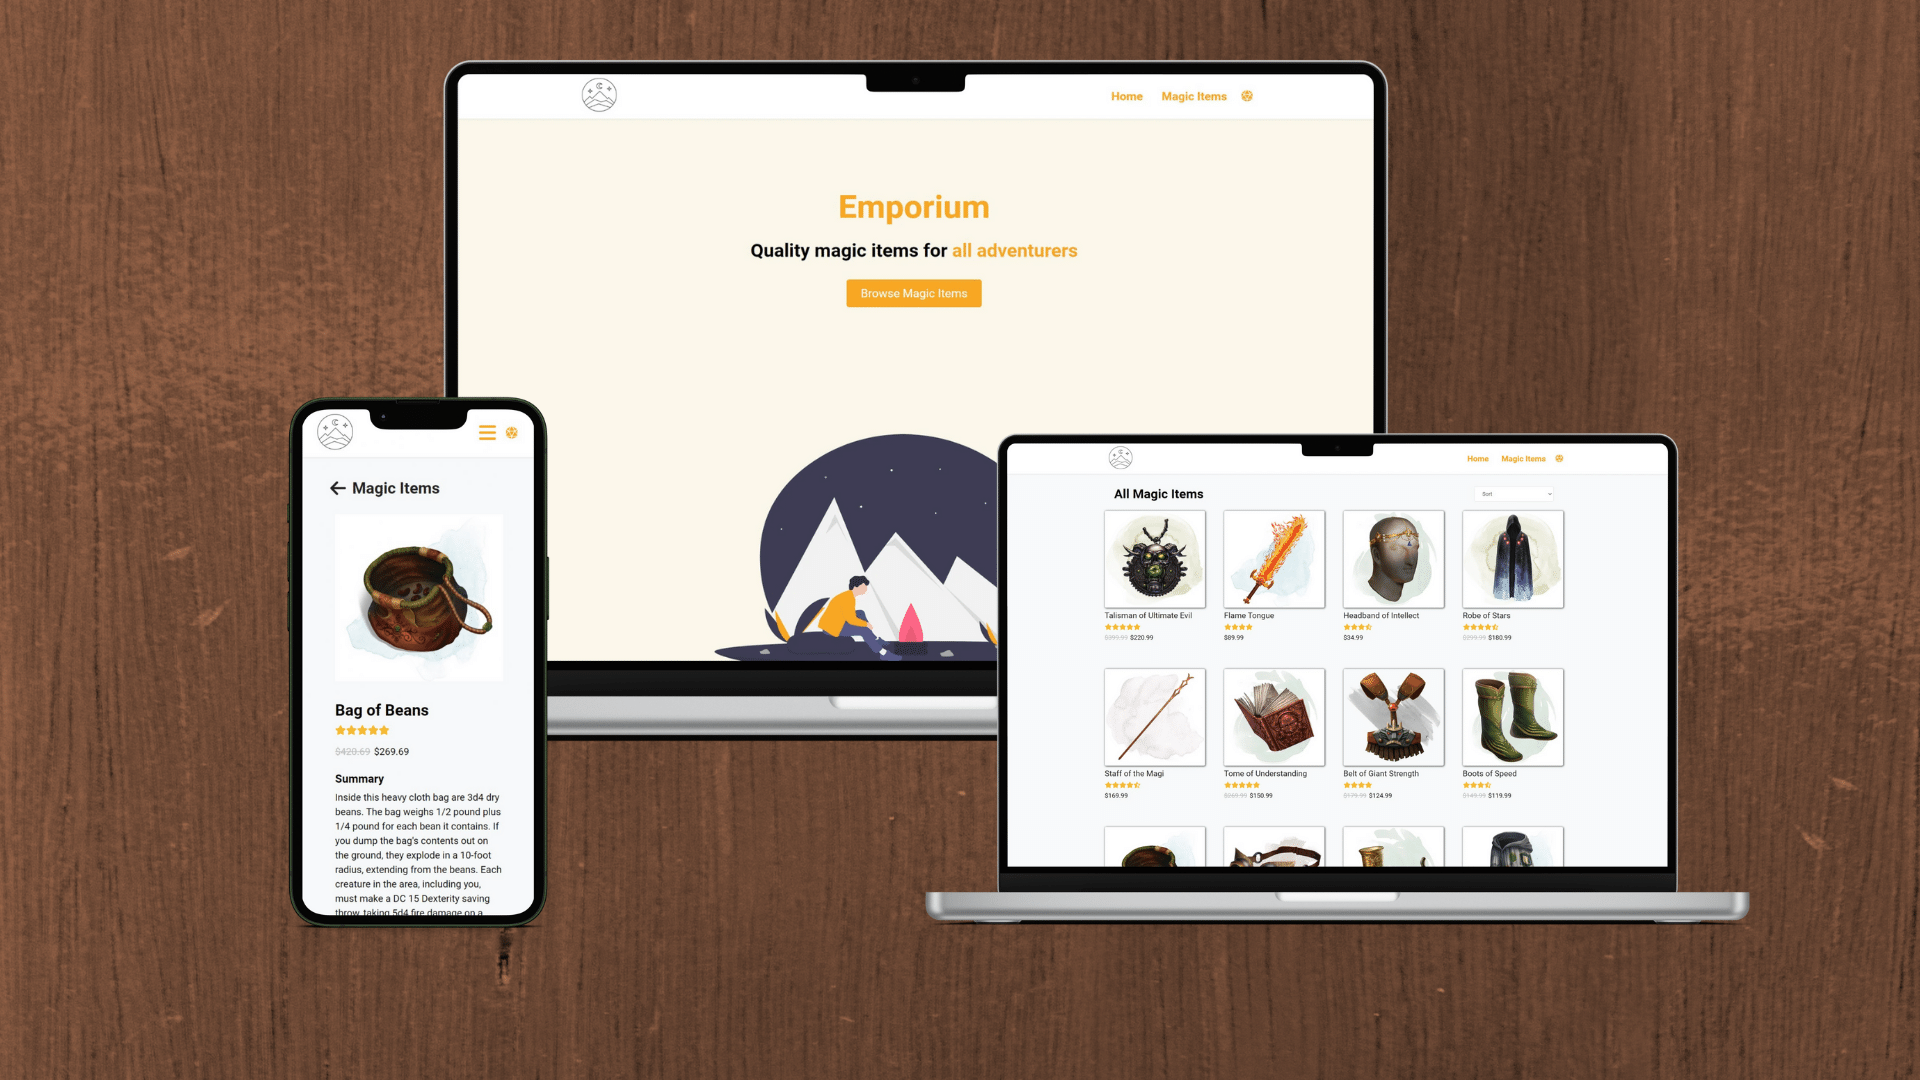 Home Magic Items
Emporium
Quality magic items for all adventurers
Browse Magic Items
Magic Items
Bag of Beans
$420.69 $269.69
Summary
Inside this heavy cloth bag are 3d4 dry
beans. The bag weighs 1/2 pound plus
1/4 pound for each bean it contains. If
you dump the bag's contents out on
the ground, they explode in a 10-foot
radius, extending from the beans. Each
creature in the area, including you,
must make a DC 15 Dexterity saving
throw, taking 5d4 fire damage on a
Home Magic Items
All Magic Items
Sort
Talisman of Ultimate Evil
$399.99 $220.99
Flame Tongue
$89.99
Headband of Intellect
$34.99
Robe of Stars
$299.99 $180.99
Staff of the Magi
$169.99
Tome of Understanding
$150.99
Belt of Giant Strength
$124.99
Boots of Speed
$149.99 $119.99